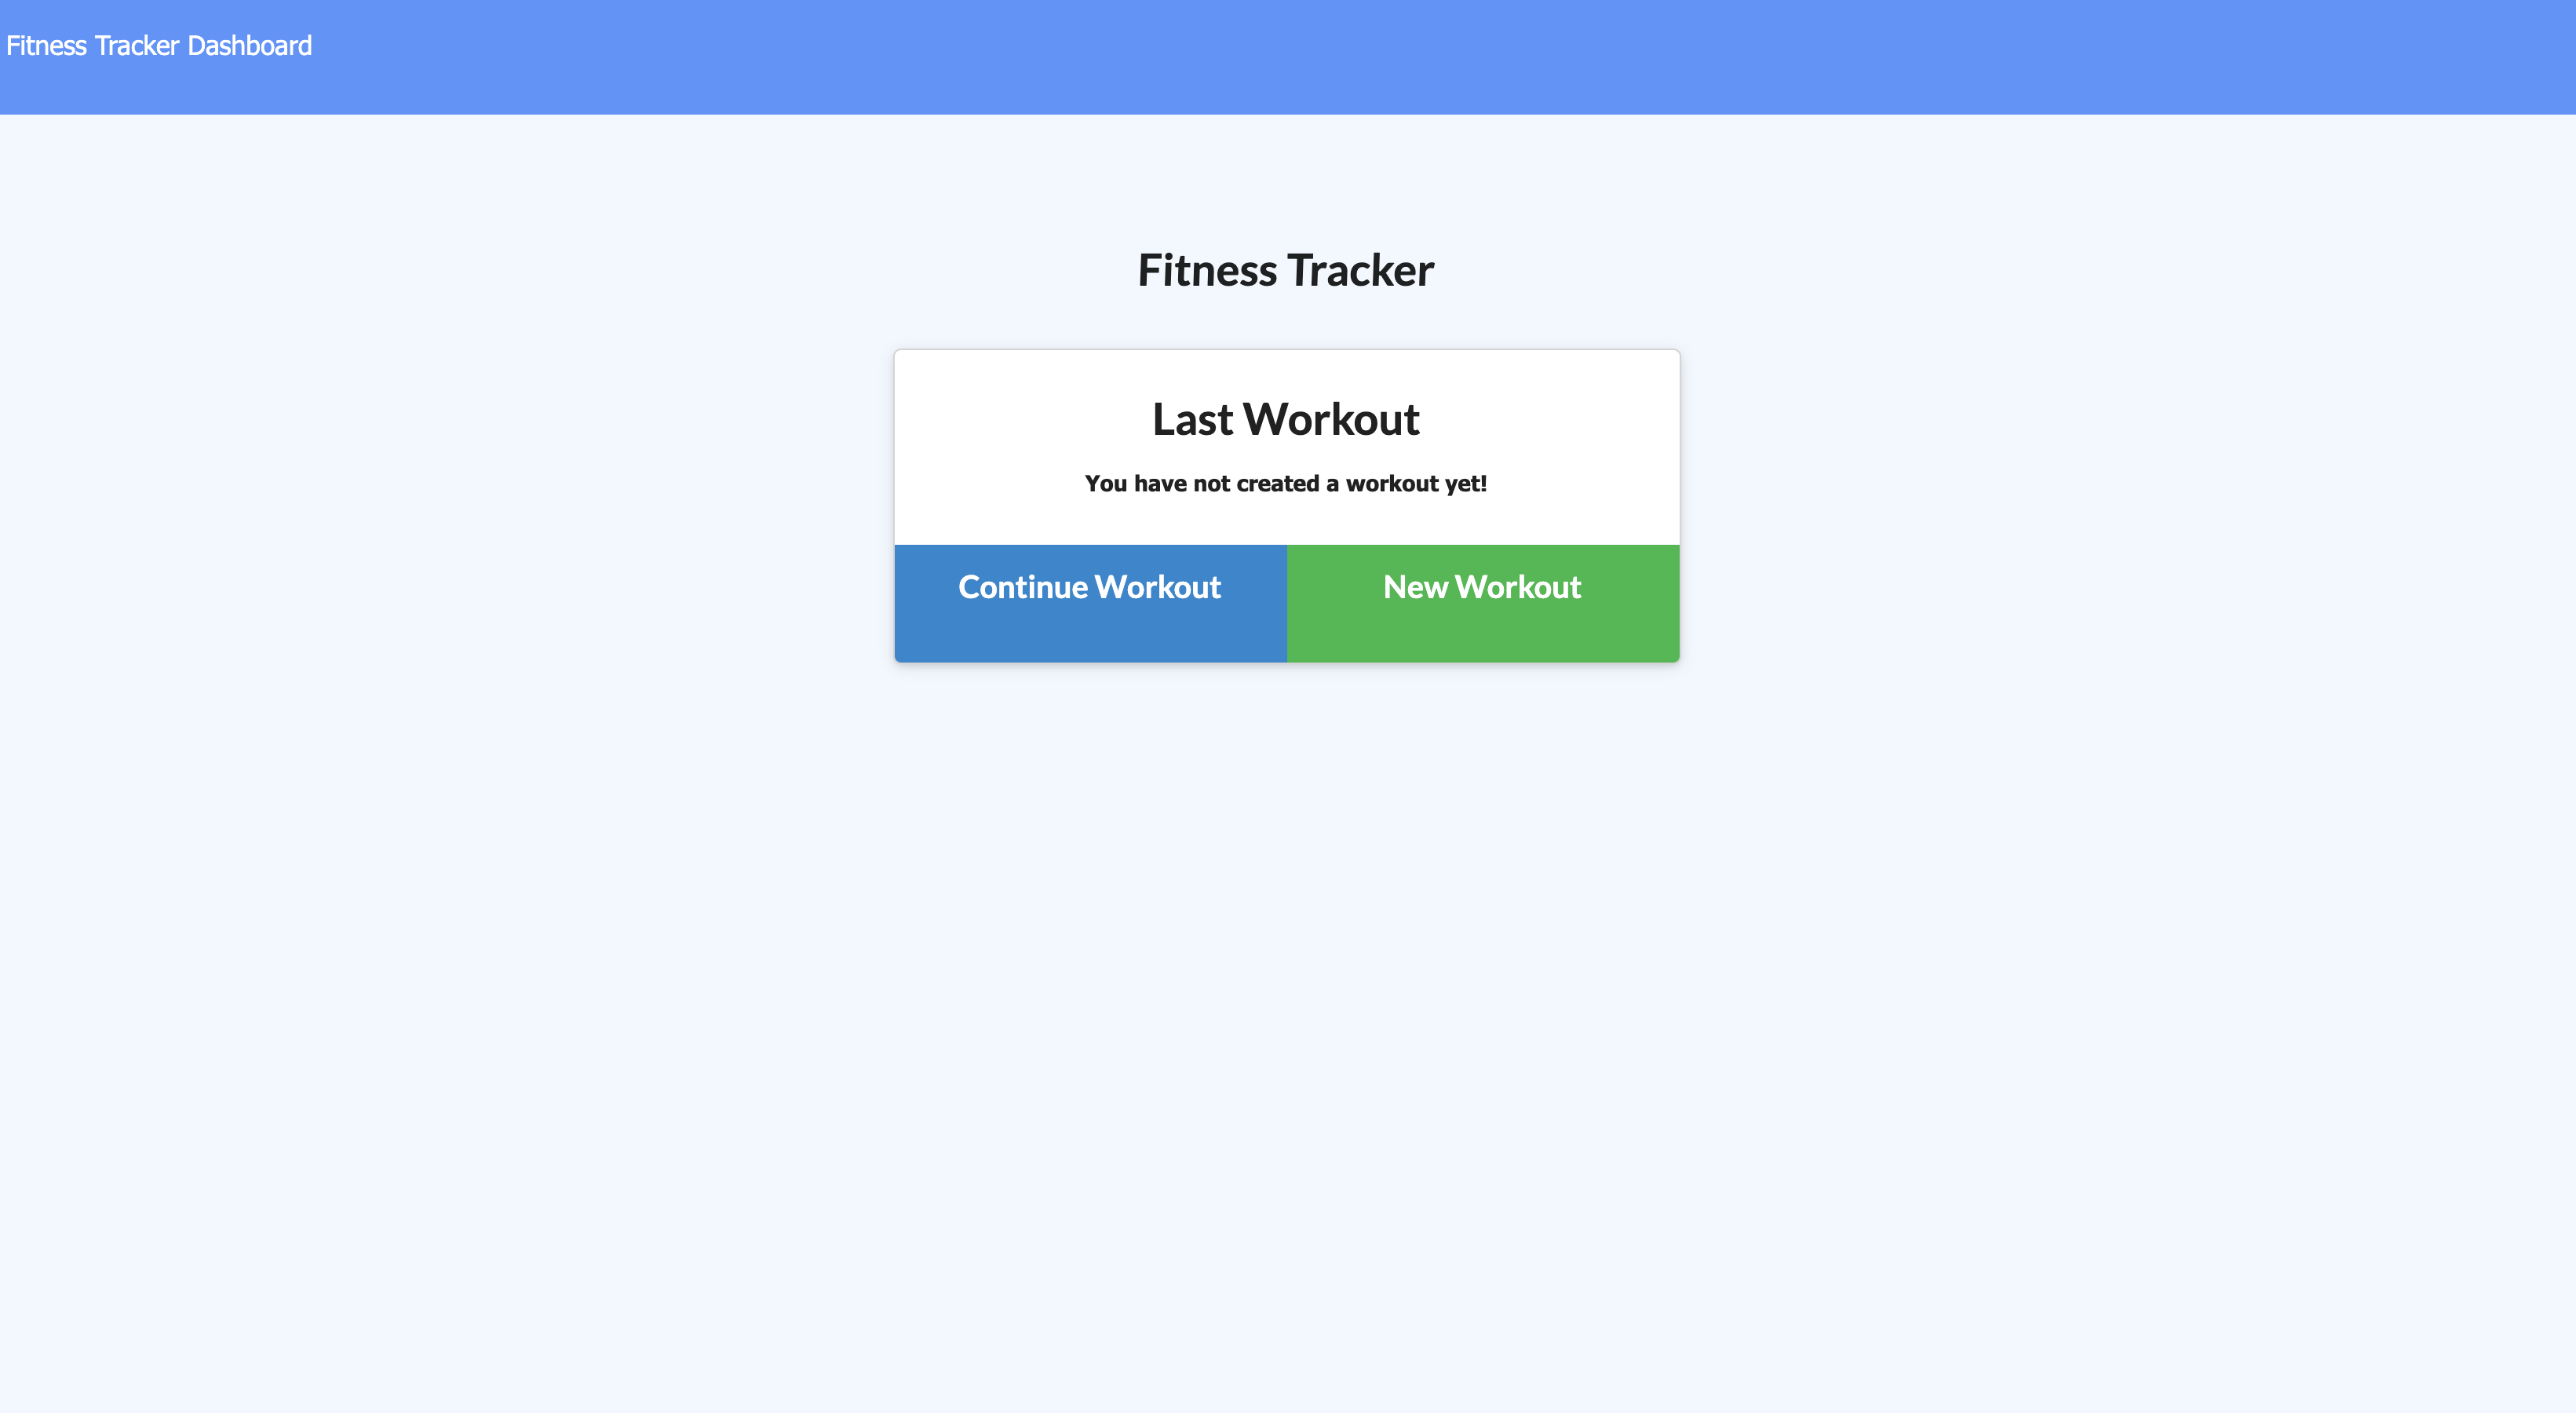 Fitness Tracker Dashboard
Fitness Tracker
Last Workout
You have not created a workout yet!
Continue Workout
New Workout